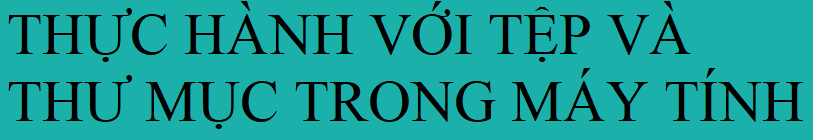 THỰC HÀNH VỚI TỆP VÀ
THƯ MỤC TRONG MÁY TÍNH